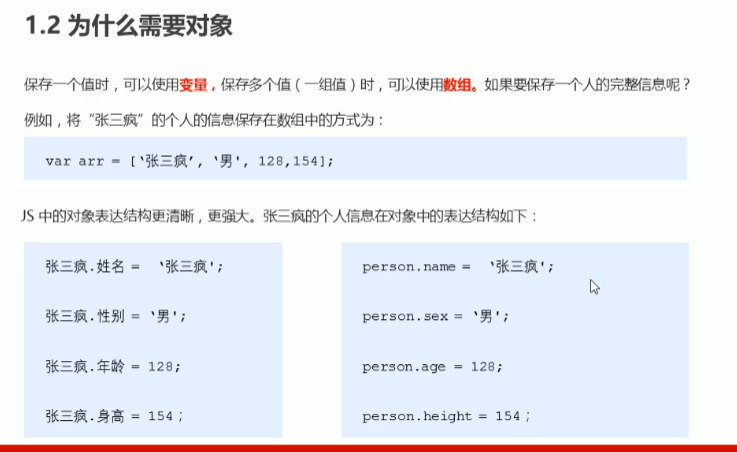 1.2 为什么需要对象
保存一个值时，可以使用变量，保存多个值（一组值）时，可以使用数组。如果要保存一个人的完整信息呢？
例如，将“张三疯”的个人的信息保存在数组中的方式为：
var arr = [‘张三疯’, ‘男', 128,154];
JS 中的对象表达结构更清晰，更强大。张三疯的个人信息在对象中的表达结构如下：
张三疯.姓名 = ‘张三疯';
张三疯.性别 = ‘男';
张三疯.年龄 = 128;
张三疯.身高 = 154；
person.name = ‘张三疯';
person.sex = ‘男';
person.age = 128;
person.height = 154；